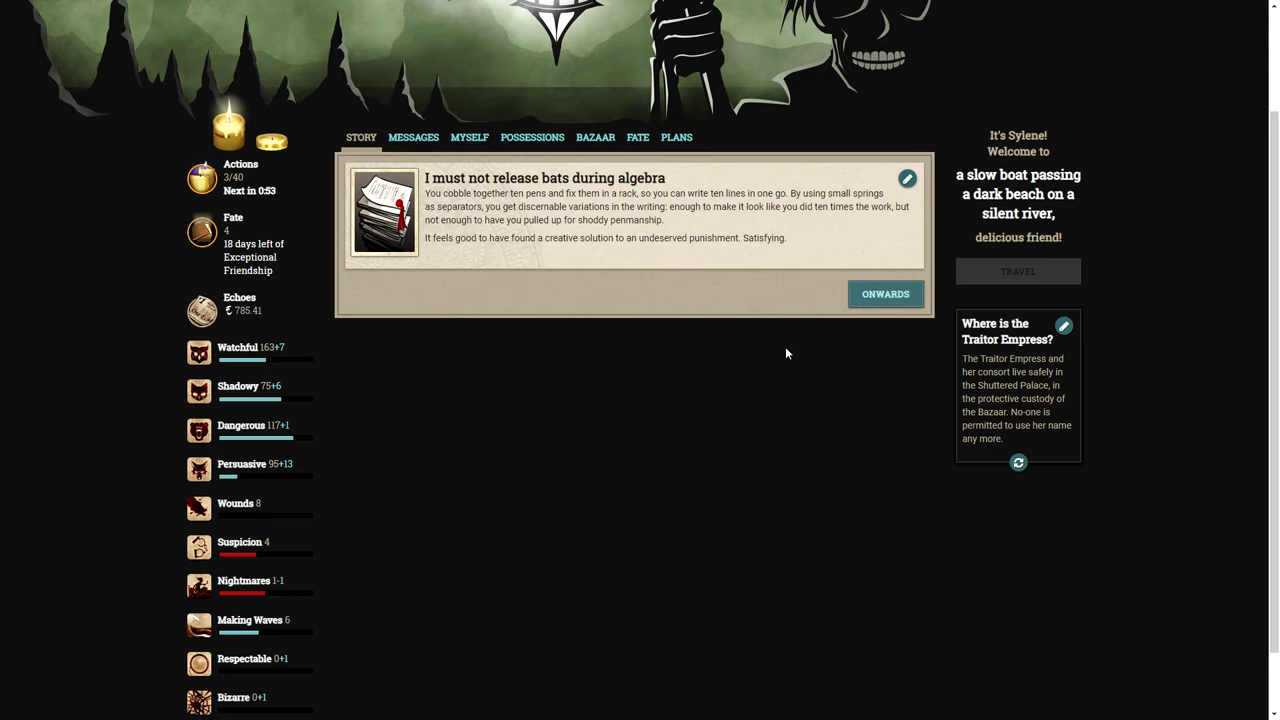 Actions
3/40
Next in 0:53
Fate
4
18 days left of
Exceptional
Friendship
Echoes
785.41
Watchful 163+7
Shadowy 75+6
Dangerous 117+1
Persuasive 95+13
Wounds 8
Suspicion 4
Nightmares 1-1
Making Waves 6
Respectable 0+1
Bizarre 0+1
STORY MESSAGES MYSELF POSSESSIONS BAZAAR FATE PLANS
I must not release bats during algebra
You cobble together ten pens and fix them in a rack, so you can write ten lines in one go. By using small springs
as separators, you get discernable variations in the writing: enough to make it look like you did ten times the work, but
not enough to have you pulled up for shoddy penmanship.
It feels good to have found a creative solution to an undeserved punishment. Satisfying.
ONWARDS
It's Sylene!
Welcome to
a slow boat passing
a dark beach on a
silent river,
delicious friend!
TRAVEL
Where is the
Traitor Empress?
The Traitor Empress and
her consort live safely in
the Shuttered Palace, in
the protective custody of
the Bazaar. No-one is
permitted to use her name
any more.